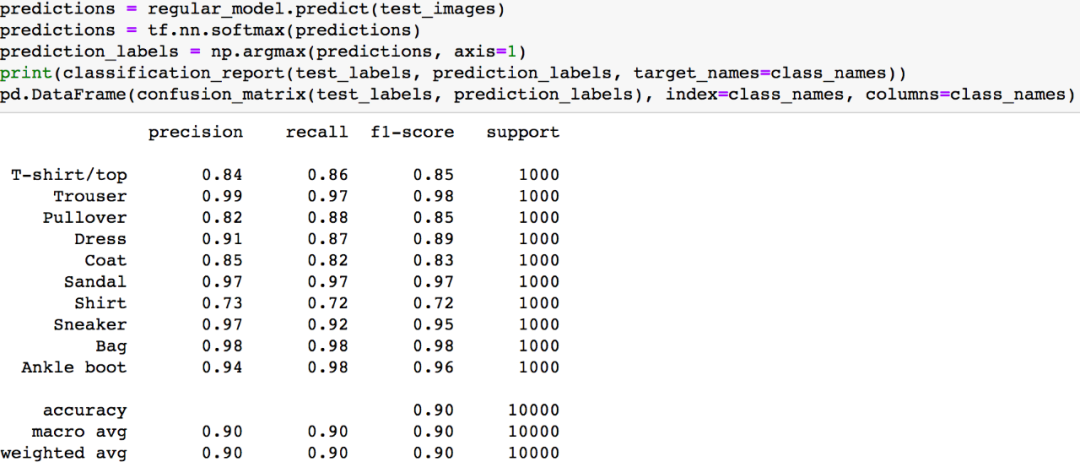 predictions = regular_model.predict(test_images)
predictions = tf.nn.softmax(predictions)
prediction_labels = np.argmax(predictions, axis=1)
print(classification_report(test_labels, prediction_labels, target_names=class_names))
pd.DataFrame(confusion_matrix(test_labels, prediction_labels), index=class_names, columns=class_names)
precision recall f1-score support
T-shirt/top 0.84 0.86 0.85 1000
Trouser 0.99 0.97 0.98 1000
Pullover 0.82 0.88 0.85 1000
Dress 0.91 0.87 0.89 1000
Coat 0.85 0.82 0.83 1000
Sandal 0.97 0.97 0.97 1000
Shirt 0.73 0.72 0.72 1000
Sneaker 0.97 0.92 0.95 1000
Bag 0.98 0.98 0.98 1000
Ankle boot 0.94 0.98 0.96 1000
accuracy 0.90 10000
macro avg 0.90 0.90 0.90 10000
weighted avg 0.90 0.90 0.90 10000